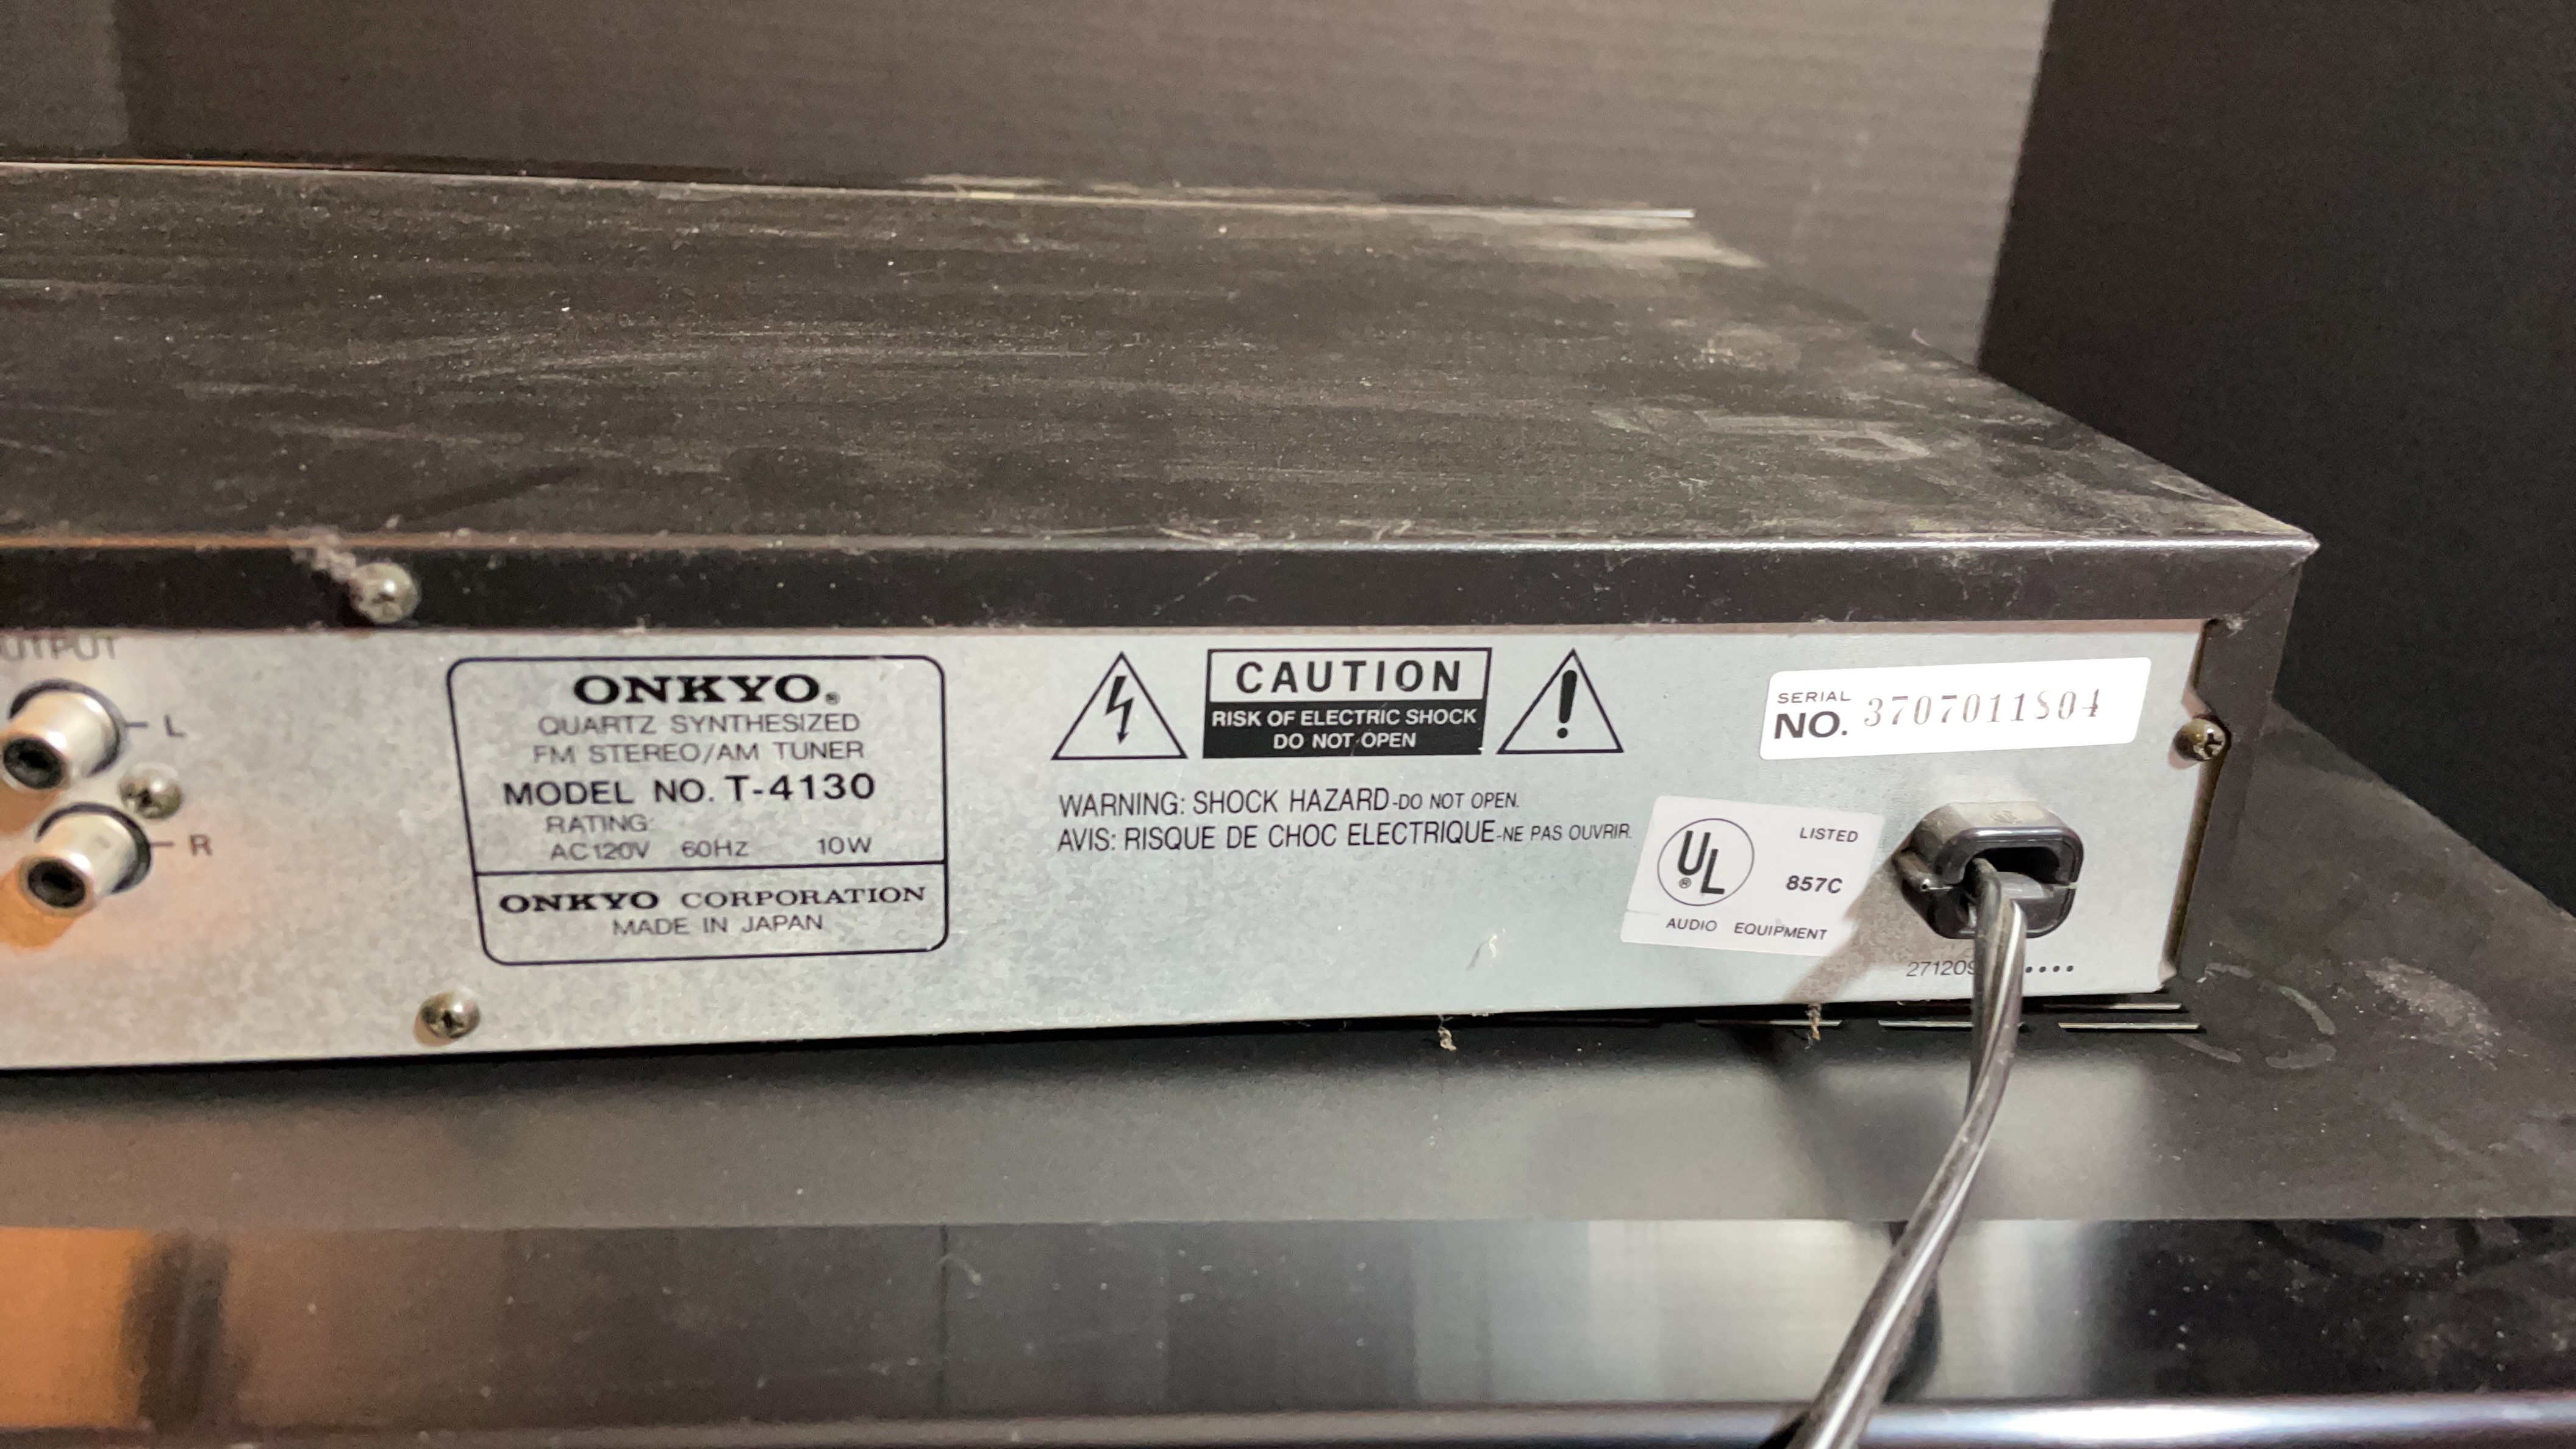 L
R
ONKYO®
QUARTZ SYNTHESIZED
FM STEREO/AM TUNER
MODEL NO. T-4130
RATING:
AC120V 60HZ 10W
ONKYO CORPORATION
MADE IN JAPAN
CAUTION
RISK OF ELECTRIC SHOCK
DO NOT OPEN
WARNING: SHOCK HAZARD-DO NOT OPEN.
AVIS: RISQUE DE CHOC ELECTRIQUE-NE PAS OUVRIR.
SERIAL
NO. 3707011804
UL® LISTED
857C
AUDIO EQUIPMENT